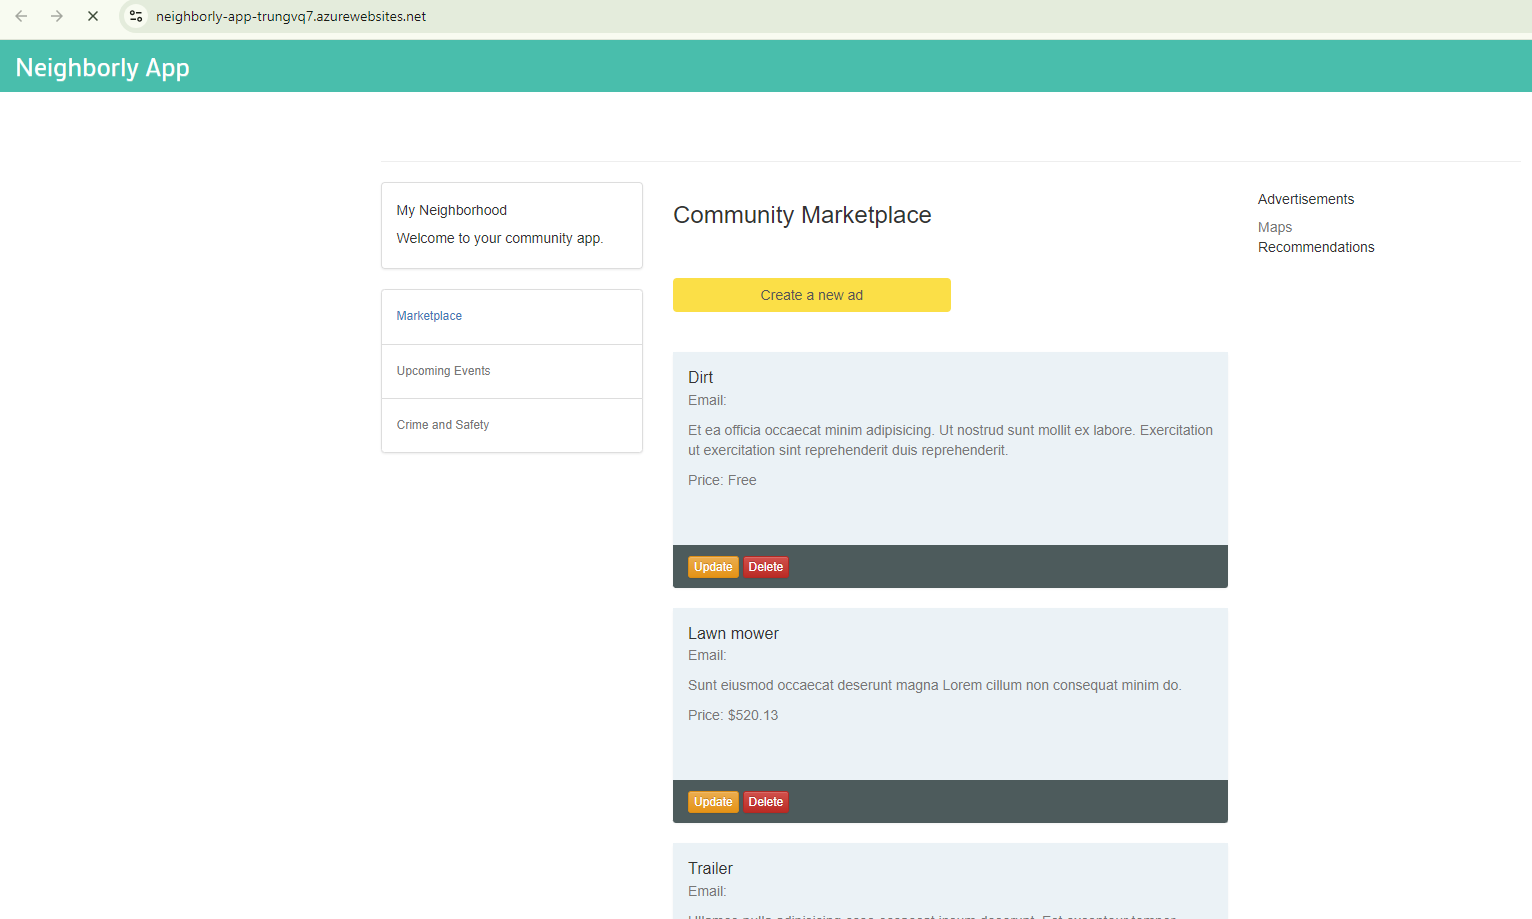 neighborly-app-trungvq7.azurewebsites.net
Neighborly App
My Neighborhood
Welcome to your community app.
Marketplace
Upcoming Events
Crime and Safety
Community Marketplace
Create a new ad
Dirt
Email:
Et ea officia occaecat minim adipisicing. Ut nostrud sunt mollit ex labore. Exercitation
ut exercitation sint reprehenderit duis reprehenderit.
Price: Free
Update Delete
Lawn mower
Email:
Sunt eiusmod occaecat deserunt magna Lorem cillum non consequat minim do.
Price: $520.13
Update Delete
Trailer
Email:
Advertisements
Maps
Recommendations